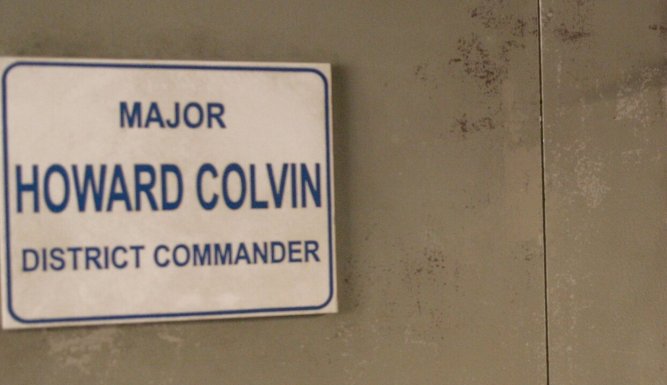 MAJOR
HOWARD COLVIN
DISTRICT COMMANDER